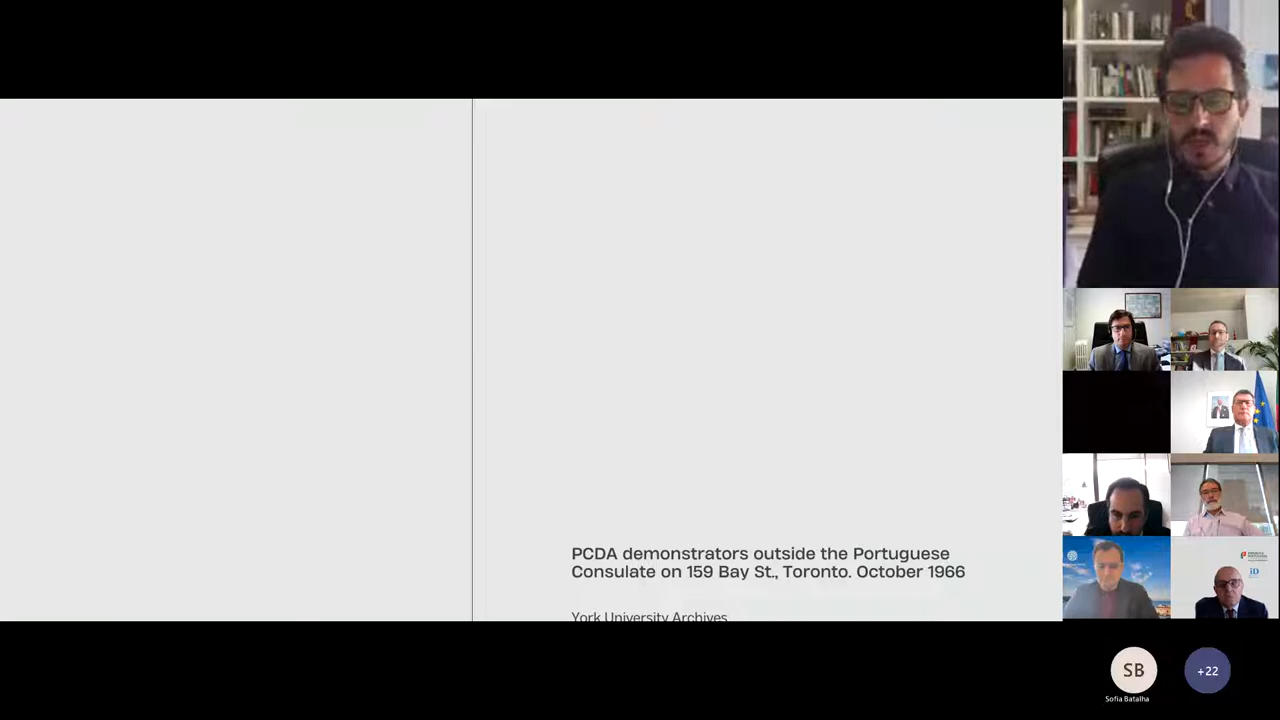 PCDA demonstrators outside the Portuguese
Consulate on 159 Bay St., Toronto. October 1966
York University Archives
iD
SB
+22
Sofia Batalha